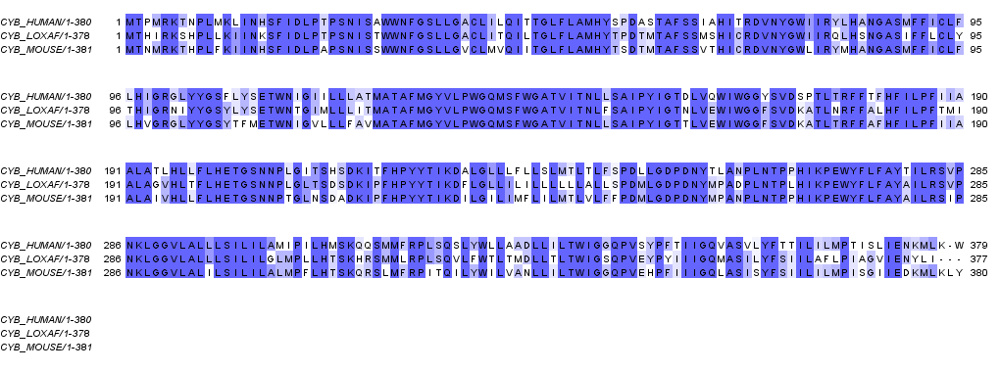 CYB_HUMAN/1-380 1 MTPMRKTNPLMKLINHSFIDLPTPSNISAWWNFGSLLGACLILQITTGLFLAMHYSPDASTAFSSIAHITRDVNYGWIIRYLHANGASMFFICLF 95
CYB_LOXAF/1-378 1 MTHIRKSHPLLKIINKSFIDLPTPSNISTWWNFGSLLGACLITQILTGLFLAMHYTPDTMTAFSSMSHICRDVNYGWIIRQLHSNGASIFFLCLY 95
CYB_MOUSE/1-381 1 MTNMRKTHPLFKIINHSFIDLPAPSNISSWWNFGSLLGVCLMVQIITGLFLAMHYTSDTMTAFSSVTHICRDVNYGWLIRYMHANGASMFFICLF 95
CYB_HUMAN/1-380 96 LHIGRGLYYGSFLYSETWNIGIILLLATMATAFMGYVLPWGQMSFWGATVITNLLSAIPYIGTDLVQWIWGGYSVDSPTLTRFFTFHFILPFIIA 190
CYB_LOXAF/1-378 96 THIGRNIYYGSYLYSETWNTGIMLLLITMATAFMGYVLPWGQMSFWGATVITNLFSAIPYIGTNLVEWIWGGFSVDKATLNRFFALHFILPFTMI 190
CYB_MOUSE/1-381 96 LHVGRGLYYGSYTFMETWNIGVLLLFAVMATAFMGYVLPWGQMSFWGATVITNLLSAIPYIGTTLVEWIWGGFSVDKATLTRFFAFHFILPFIIA 190
CYB_HUMAN/1-380 191 ALATLHLLFLHETGSNNPLGITSHSDKITFHPYYTIKDALGLLLFLLSLMTLTLFSPDLLGDPDNYTLANPLNTPPHIKPEWYFLFAYTILRSVP 285
CYB_LOXAF/1-378 191 ALAGVHLTFLHETGSNNPLGLTSDSDKIPFHPYYTIKDFLGLLILILLLLLLALLSPDMLGDPDNYMPADPLNTPLHIKPEWYFLFAYAILRSVP 285
CYB_MOUSE/1-381 191 ALAIVHLLFLHETGSNNPTGLNSDADKIPFHPYYTIKDILGILIMFLILMTLVLFFPDMLGDPDNYMPANPLNTPPHIKPEWYFLFAYAILRSIP 285
CYB_HUMAN/1-380 286 NKLGGVLALLLSILILAMIPILHMSKQQSMMFRPLSQSLYWLLAADLLILTWIGGQPVSYPFTIIGQVASVLYFTTILILMPTISLIENKMLK-W 379
CYB_LOXAF/1-378 286 NKLGGVLALLLSILILGLMPLLHTSKHRSMMLRPLSQVLFWTLTMDLLTLTWIGSQPVEYPYIIIGQMASILYFSIILAFLPIAGVIENYLI--- 377
CYB_MOUSE/1-381 286 NKLGGVLALILSILILALMPFLHTSKQRSLMFRPITQILYWILVANLLILTWIGGQPVEHPFIIIGQLASISYFSIILILMPISGIIEDKMLKLY 380
CYB_HUMAN/1-380
CYB_LOXAF/1-378
CYB_MOUSE/1-381